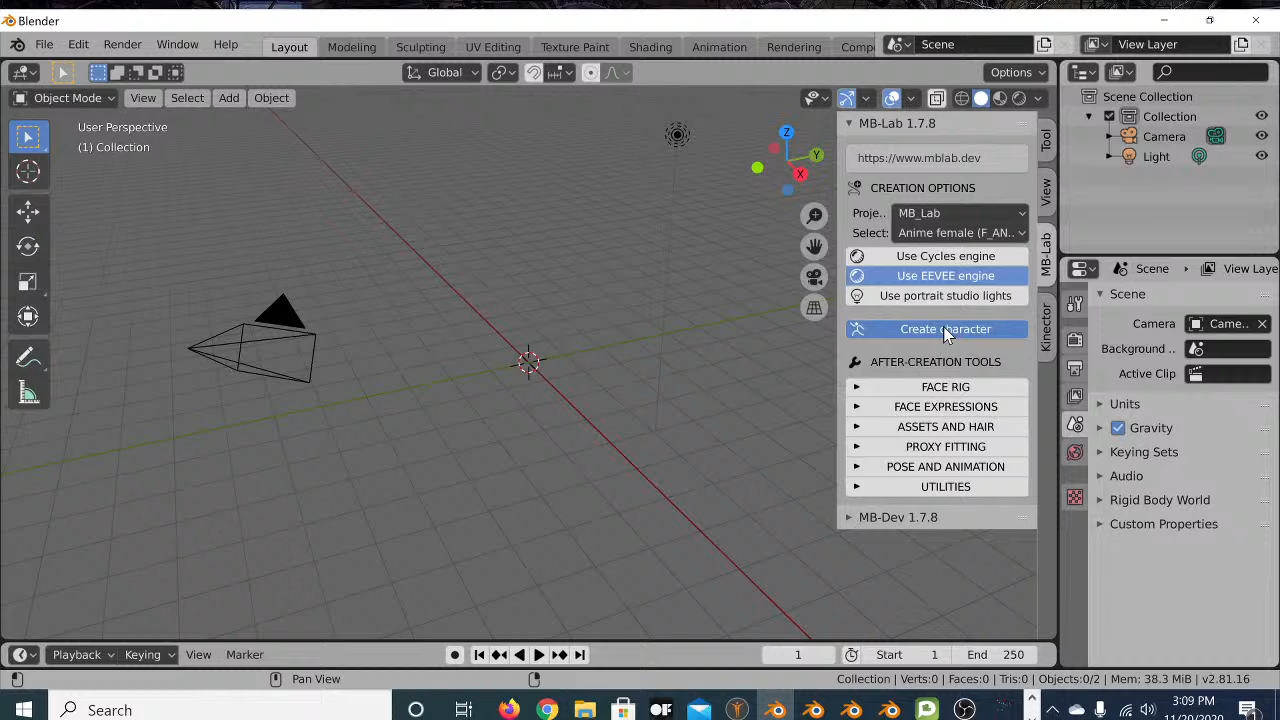 Blender
File Edit Render Window Help Layout Modeling Sculpting UV Editing Texture Paint Shading Animation Rendering Comp Scene View Layer
Global Options
Object Mode View Select Add Object
User Perspective
(1) Collection
Z
Y
X
MB-Lab 1.7.8
https://www.mblab.dev
CREATION OPTIONS
Proje.. MB_Lab
Select: Anime female (F_AN..
Use Cycles engine
Use EEVEE engine
Use portrait studio lights
Create character
AFTER-CREATION TOOLS
FACE RIG
FACE EXPRESSIONS
ASSETS AND HAIR
PROXY FITTING
POSE AND ANIMATION
UTILITIES
MB-Dev 1.7.8
Tool
View
MB-Lab
Kinector
Scene Collection
Collection
Camera
Light
Scene View Laye
Scene
Camera Came..
Background ..
Active Clip
Units
Gravity
Keying Sets
Audio
Rigid Body World
Custom Properties
Playback Keying View Marker 1 Start 1 End 250
Pan View Collection | Verts:0 | Faces:0 | Tris:0 | Objects:0/2 | Mem: 38.3 MiB | v2.81.16
Search
3:09 PM
11/20/2020